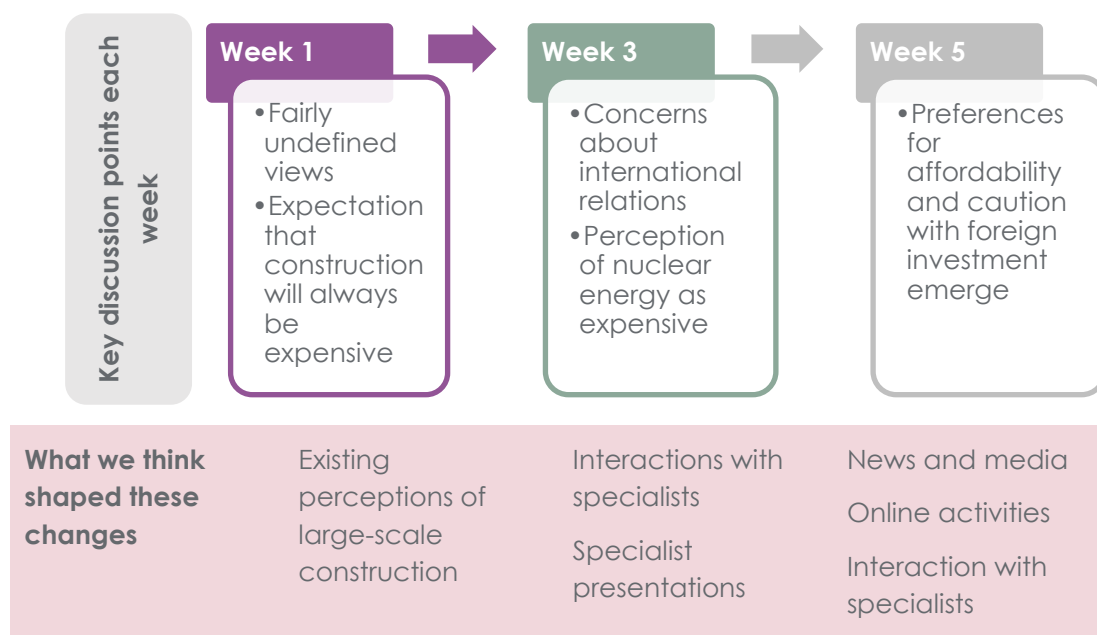 Key discussion points each
week
Week 1
•Fairly
undefined
views
•Expectation
that
construction
will always
be
expensive
Week 3
•Concerns
about
international
relations
•Perception
of nuclear
energy as
expensive
Week 5
•Preferences
for
affordability
and caution
with foreign
investment
emerge
What we think
shaped these
changes
Existing
perceptions of
large-scale
construction
Interactions with
specialists
Specialist
presentations
News and media
Online activities
Interaction with
specialists